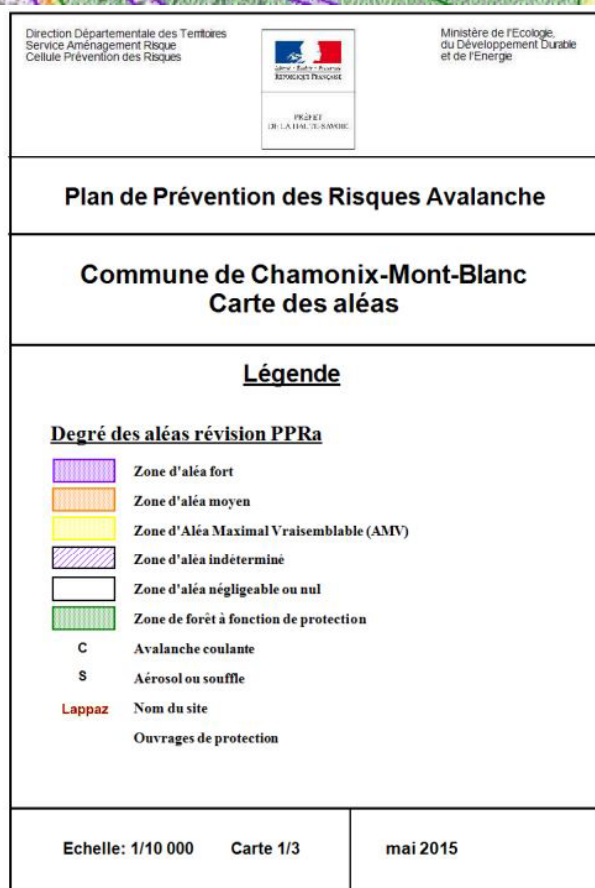 Direction Départementale des Territoires
Service Aménagement Risque
Cellule Prévention des Risques
Liberté • Égalité • Fraternité
RÉPUBLIQUE FRANÇAISE
PRÉFET
DE LA HAUTE-SAVOIE
Ministère de l'Ecologie,
du Développement Durable
et de l'Energie
Plan de Prévention des Risques Avalanche
Commune de Chamonix-Mont-Blanc
Carte des aléas
Légende
Degré des aléas révision PPRa
Zone d'aléa fort
Zone d'aléa moyen
Zone d'Aléa Maximal Vraisemblable (AMV)
Zone d'aléa indéterminé
Zone d'aléa négligeable ou nul
Zone de forêt à fonction de protection
C Avalanche coulante
S Aérosol ou souffle
Lappaz Nom du site
Ouvrages de protection
Echelle: 1/10 000 Carte 1/3 mai 2015